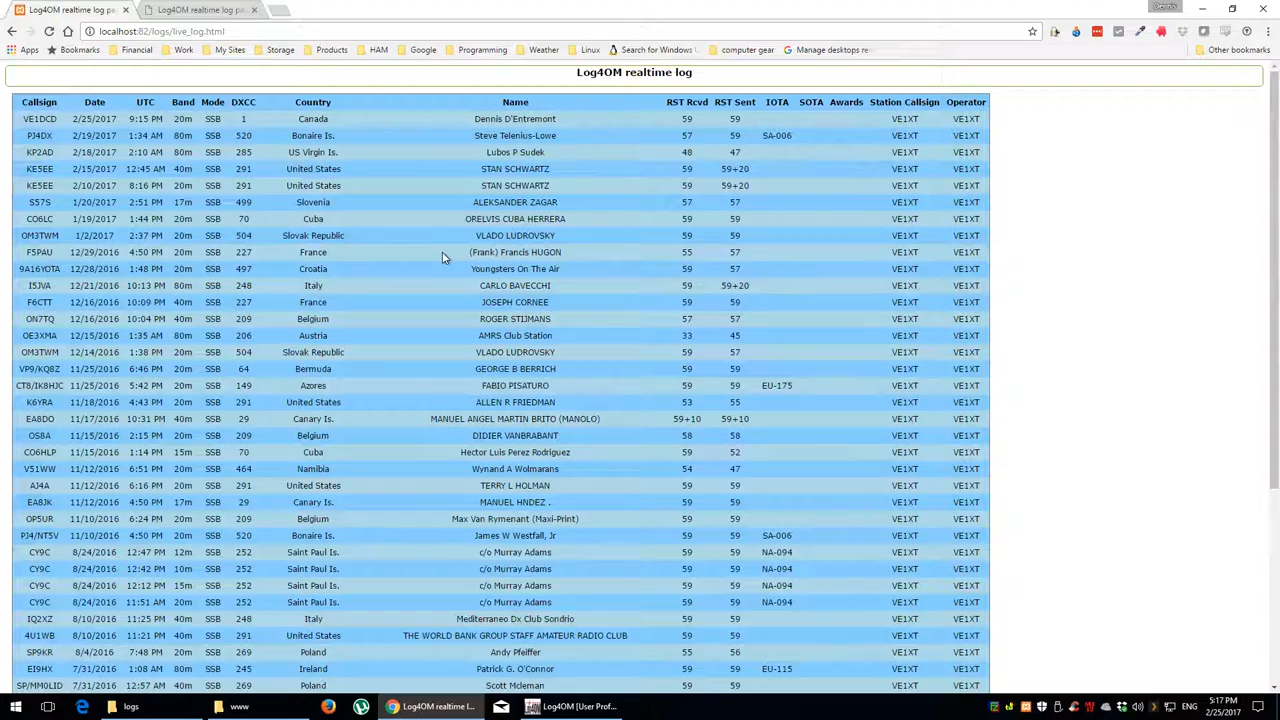 Log4OM realtime log pa
Log4OM realtime log pa
Dennis
localhost:82/logs/live_log.html
Apps Bookmarks Financial Work My Sites Storage Products HAM Google Programming Weather Linux Search for Windows computer gear Manage desktops re Other bookmarks
Log4OM realtime log
Callsign Date UTC Band Mode DXCC Country Name RST Rcvd RST Sent IOTA SOTA Awards Station Callsign Operator
VE1DCD 2/25/2017 9:15 PM 20m SSB 1 Canada Dennis D'Entremont 59 59 VE1XT VE1XT
PJ4DX 2/19/2017 1:34 AM 80m SSB 520 Bonaire Is. Steve Telenius-Lowe 57 59 SA-006 VE1XT VE1XT
KP2AD 2/18/2017 2:10 AM 80m SSB 285 US Virgin Is. Lubos P Sudek 48 47 VE1XT VE1XT
KE5EE 2/15/2017 12:45 AM 40m SSB 291 United States STAN SCHWARTZ 59 59+20 VE1XT VE1XT
KE5EE 2/10/2017 8:16 PM 20m SSB 291 United States STAN SCHWARTZ 59 59+20 VE1XT VE1XT
S57S 1/20/2017 2:51 PM 17m SSB 499 Slovenia ALEKSANDER ZAGAR 57 57 VE1XT VE1XT
CO6LC 1/19/2017 1:44 PM 20m SSB 70 Cuba ORELVIS CUBA HERRERA 59 59 VE1XT VE1XT
OM3TWM 1/2/2017 2:37 PM 20m SSB 504 Slovak Republic VLADO LUDROVSKY 59 59 VE1XT VE1XT
F5PAU 12/29/2016 4:50 PM 20m SSB 227 France (Frank) Francis HUGON 55 57 VE1XT VE1XT
9A16YOTA 12/28/2016 1:48 PM 20m SSB 497 Croatia Youngsters On The Air 59 57 VE1XT VE1XT
I5JVA 12/21/2016 10:13 PM 80m SSB 248 Italy CARLO BAVECCHI 59 59+20 VE1XT VE1XT
F6CTT 12/16/2016 10:09 PM 40m SSB 227 France JOSEPH CORNEE 59 59 VE1XT VE1XT
ON7TQ 12/16/2016 10:04 PM 40m SSB 209 Belgium ROGER STIJMANS 57 57 VE1XT VE1XT
OE3XMA 12/15/2016 1:35 AM 80m SSB 206 Austria AMRS Club Station 33 45 VE1XT VE1XT
OM3TWM 12/14/2016 1:38 PM 20m SSB 504 Slovak Republic VLADO LUDROVSKY 59 57 VE1XT VE1XT
VP9/KQ8Z 11/25/2016 6:46 PM 20m SSB 64 Bermuda GEORGE B BERRICH 59 59 VE1XT VE1XT
CT8/IK8HJC 11/25/2016 5:42 PM 20m SSB 149 Azores FABIO PISATURO 59 59 EU-175 VE1XT VE1XT
K6YRA 11/18/2016 4:43 PM 20m SSB 291 United States ALLEN R FRIEDMAN 53 55 VE1XT VE1XT
EA8DO 11/17/2016 10:31 PM 40m SSB 29 Canary Is. MANUEL ANGEL MARTIN BRITO (MANOLO) 59+10 59+10 VE1XT VE1XT
OS8A 11/15/2016 2:15 PM 20m SSB 209 Belgium DIDIER VANBRABANT 58 58 VE1XT VE1XT
CO6HLP 11/15/2016 1:14 PM 15m SSB 70 Cuba Hector Luis Perez Rodriguez 59 52 VE1XT VE1XT
V51WW 11/12/2016 6:51 PM 20m SSB 464 Namibia Wynand A Wolmarans 54 47 VE1XT VE1XT
AJ4A 11/12/2016 6:16 PM 20m SSB 291 United States TERRY L HOLMAN 59 59 VE1XT VE1XT
EA8JK 11/12/2016 4:50 PM 17m SSB 29 Canary Is. MANUEL HNDEZ . 59 59 VE1XT VE1XT
OP5UR 11/10/2016 6:24 PM 20m SSB 209 Belgium Max Van Rymenant (Maxi-Print) 59 59 VE1XT VE1XT
PJ4/NT5V 11/10/2016 4:50 PM 20m SSB 520 Bonaire Is. James W Westfall, Jr 59 59 SA-006 VE1XT VE1XT
CY9C 8/24/2016 12:47 PM 12m SSB 252 Saint Paul Is. c/o Murray Adams 59 59 NA-094 VE1XT VE1XT
CY9C 8/24/2016 12:42 PM 10m SSB 252 Saint Paul Is. c/o Murray Adams 59 59 NA-094 VE1XT VE1XT
CY9C 8/24/2016 12:12 PM 15m SSB 252 Saint Paul Is. c/o Murray Adams 59 59 NA-094 VE1XT VE1XT
CY9C 8/24/2016 11:51 AM 17m SSB 252 Saint Paul Is. c/o Murray Adams 59 59 NA-094 VE1XT VE1XT
IQ2XZ 8/10/2016 11:25 PM 40m SSB 248 Italy Mediterraneo Dx Club Sondrio 59 59 VE1XT VE1XT
4U1WB 8/10/2016 11:21 PM 40m SSB 291 United States THE WORLD BANK GROUP STAFF AMATEUR RADIO CLUB 59 59 VE1XT VE1XT
SP9KR 8/4/2016 7:48 PM 20m SSB 269 Poland Andy Pfeiffer 55 56 VE1XT VE1XT
EI9HX 7/31/2016 1:08 AM 80m SSB 245 Ireland Patrick G. O'Connor 59 59 EU-115 VE1XT VE1XT
SP/MM0LID 7/31/2016 12:57 AM 40m SSB 269 Poland Scott Mcleman 59 59 VE1XT VE1XT
logs www Log4OM realtime l... Log4OM [User Prof... 5:17 PM
2/25/2017